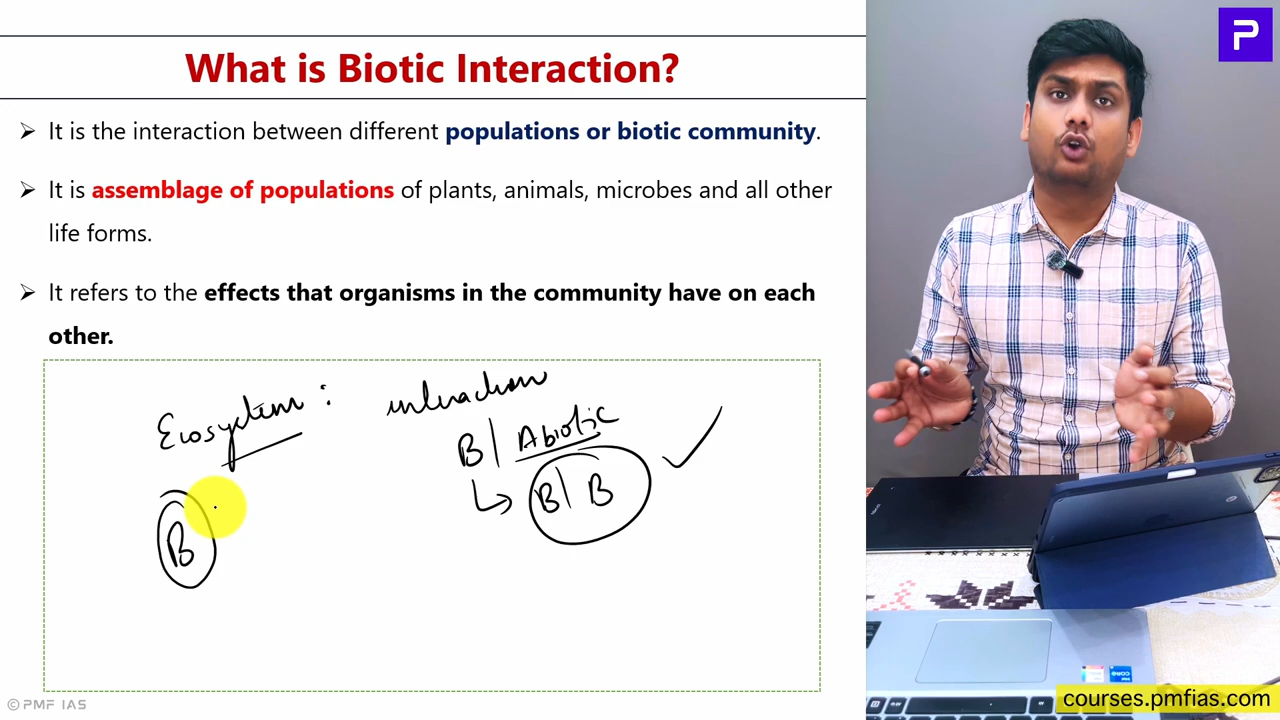 What is Biotic Interaction?
➢ It is the interaction between different populations or biotic community.
➢ It is assemblage of populations of plants, animals, microbes and all other
life forms.
➢ It refers to the effects that organisms in the community have on each
other.
Ecosystem : interaction
B | Abiotic
B | B
B
© PMF IAS
P
courses.pmfias.com